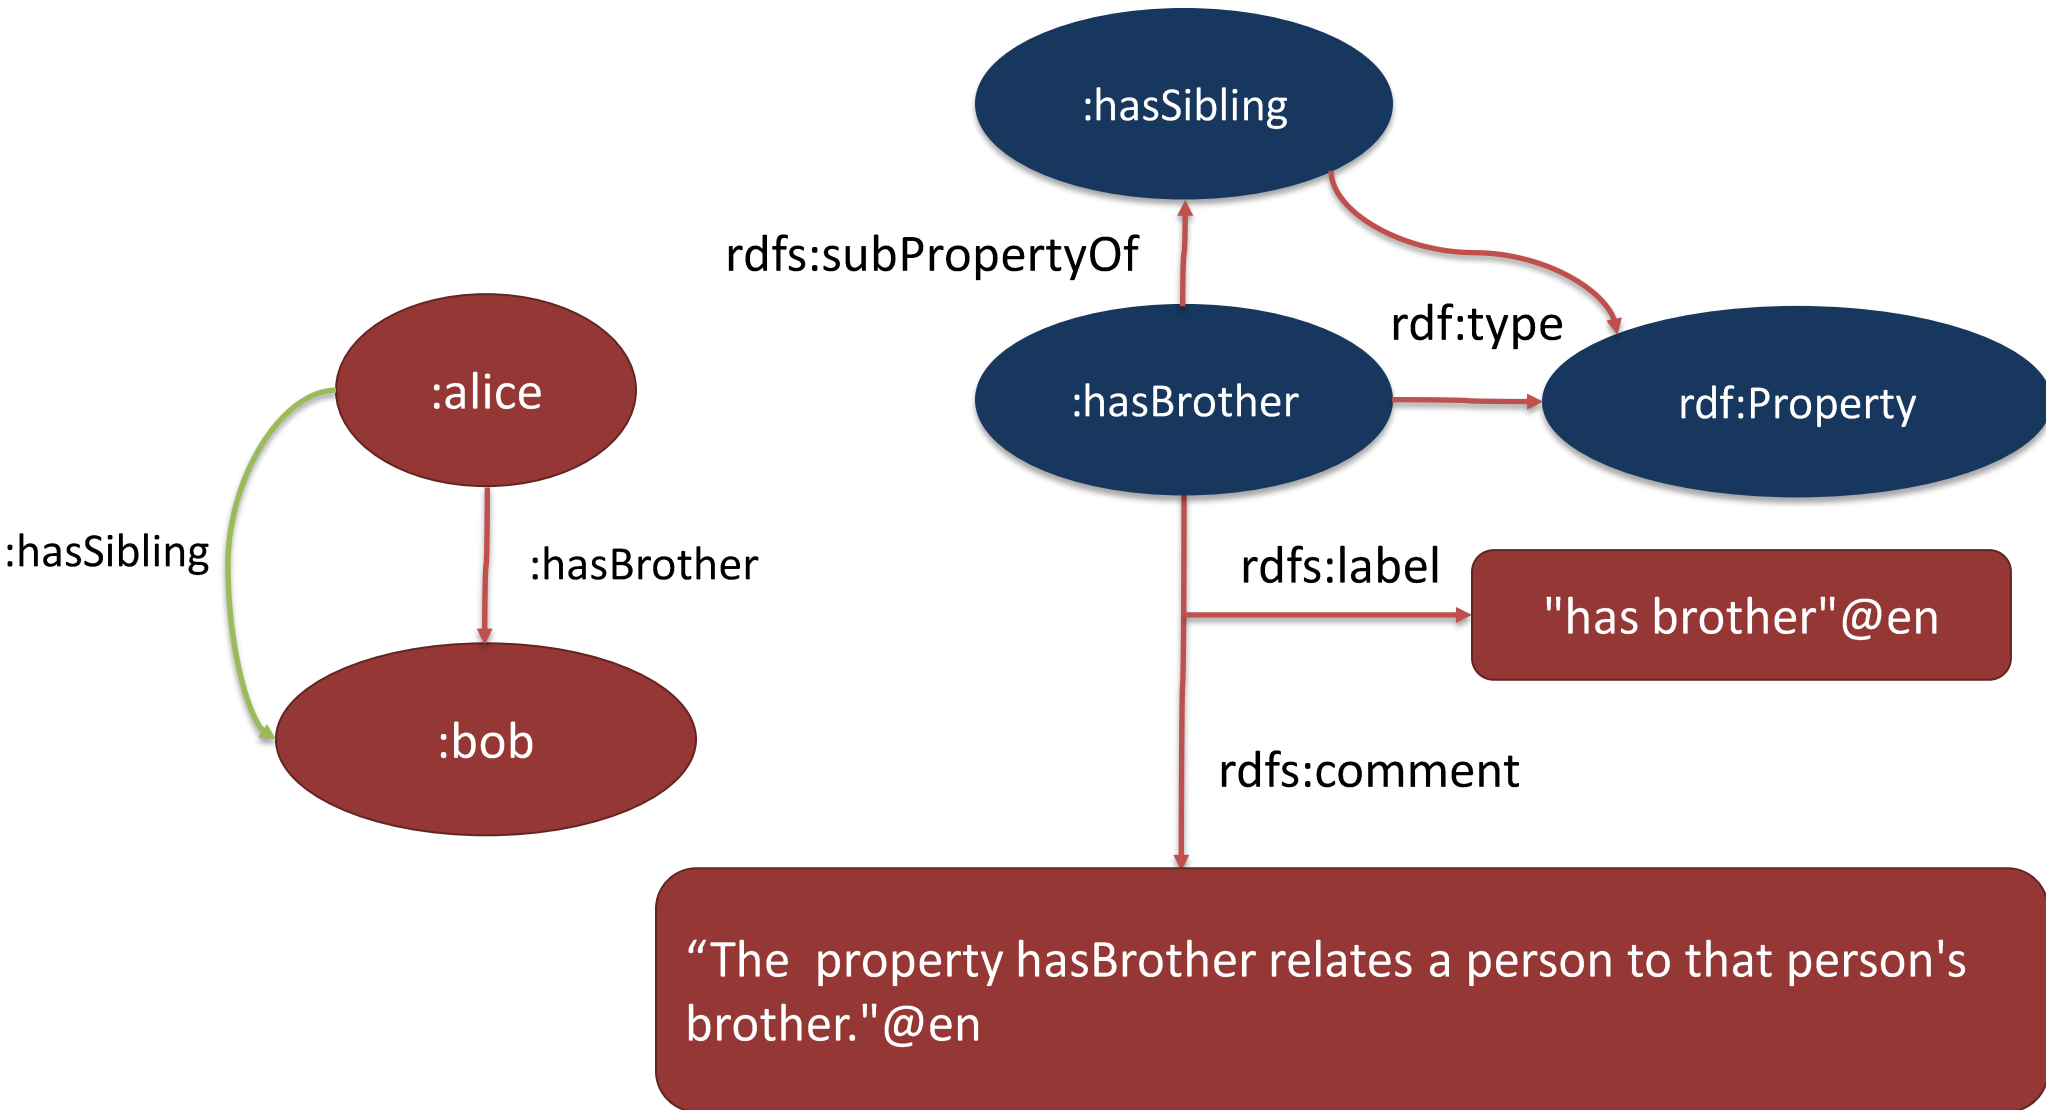 :hasSibling
rdfs:subPropertyOf
rdf:type
:alice
:hasBrother
rdf:Property
:hasSibling
:hasBrother
rdfs:label
"has brother"@en
:bob
rdfs:comment
“The  property hasBrother relates a person to that person's
brother."@en